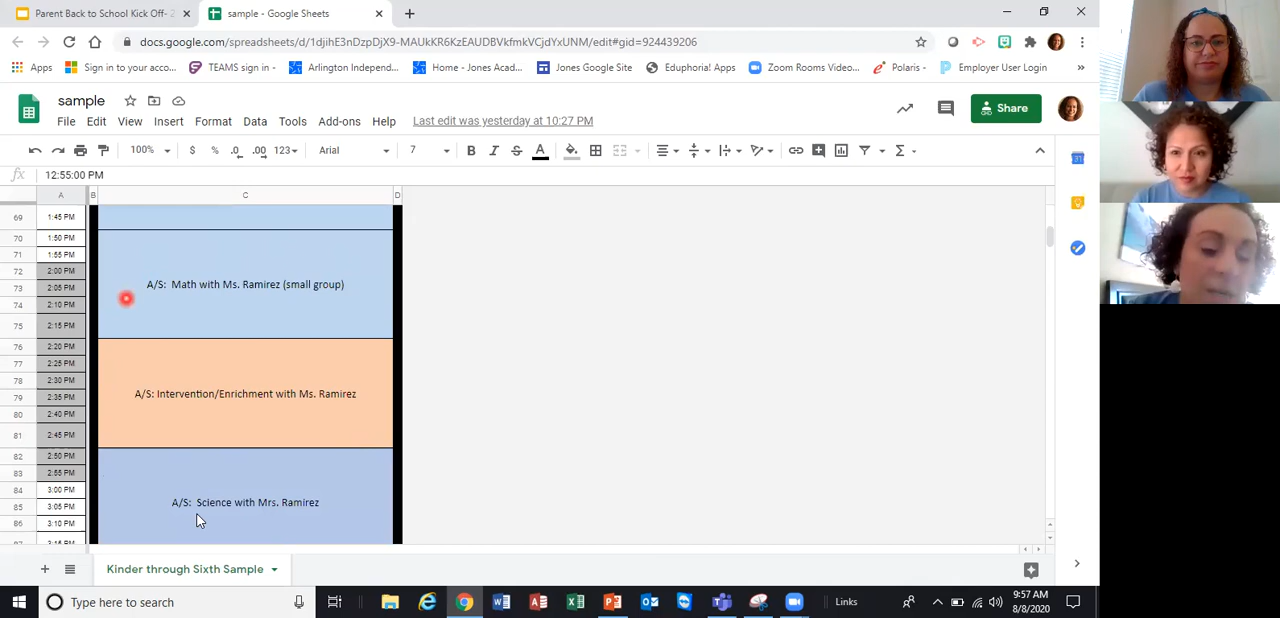 Parent Back to School Kick Off- 2
sample - Google Sheets
docs.google.com/spreadsheets/d/
/edit#gid=924439206
Apps
Sign in to your acco...
TEAMS sign in -
Arlington Independ...
Home - Jones Acade...
Jones Google Site
Euphoria! Apps
Zoom Rooms Video...
Polaris -
Employer User Login
»
sample
File Edit View Insert Format Data Tools Add-ons Help
Last edit was yesterday at 10:27 PM
Share
100%
$ % .0 .00 123
Arial
7
B I S A
fx 12:55:00 PM
A B C D
69 1:45 PM
70 1:50 PM
71 1:55 PM
72 2:00 PM
73 2:05 PM
A/S: Math with Ms. Ramirez (small group)
74 2:10 PM
75 2:15 PM
76 2:20 PM
77 2:25 PM
78 2:30 PM
79 2:35 PM
A/S: Intervention/Enrichment with Ms. Ramirez
80 2:40 PM
81 2:45 PM
82 2:50 PM
83 2:55 PM
84 3:00 PM
85 3:05 PM
A/S: Science with Mrs. Ramirez
86 3:10 PM
87 3:15 PM
Kinder through Sixth Sample
Type here to search
Links
9:57 AM
8/8/2020